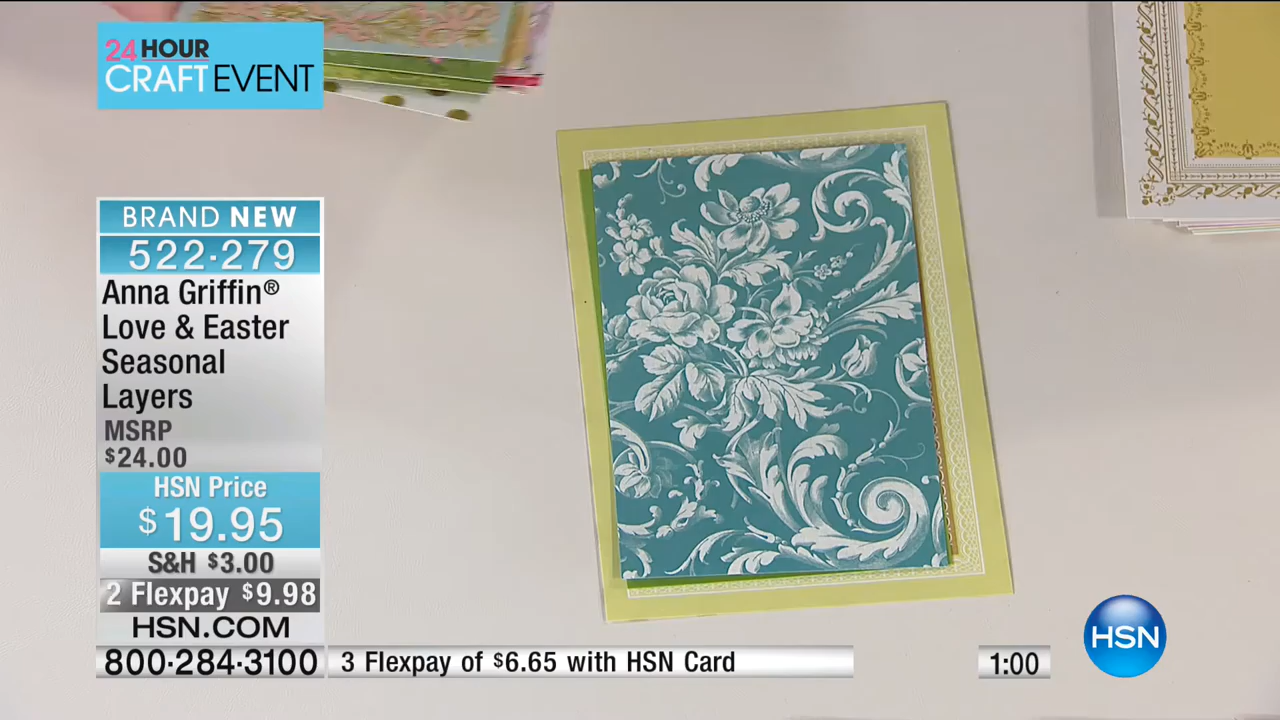 24 HOUR
CRAFT EVENT
BRAND NEW
522·279
Anna Griffin®
Love & Easter
Seasonal
Layers
MSRP
$24.00
HSN Price
$19.95
S&H $3.00
2 Flexpay $9.98
HSN.COM
800·284·3100
3 Flexpay of $6.65 with HSN Card
1:00
HSN